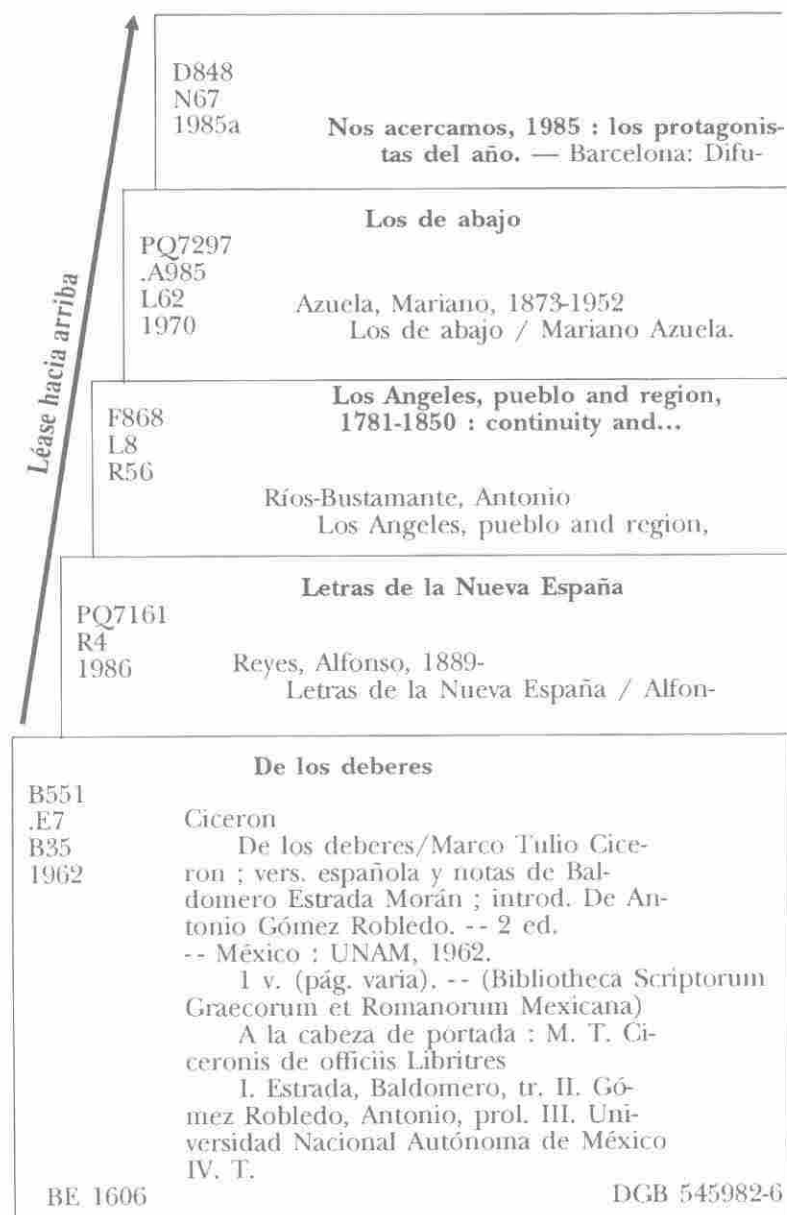 Léase hacia arriba
D848
N67
1985a Nos acercamos, 1985 : los protagonis-
tas del año. — Barcelona: Difu-
Los de abajo
PQ7297
.A985
L62 Azuela, Mariano, 1873-1952
1970 Los de abajo / Mariano Azuela.
Los Angeles, pueblo and region,
F868 1781-1850 : continuity and...
L8
R56
Ríos-Bustamante, Antonio
Los Angeles, pueblo and region,
Letras de la Nueva España
PQ7161
R4
1986 Reyes, Alfonso, 1889-
Letras de la Nueva España / Alfon-
De los deberes
B551
.E7 Ciceron
B35 De los deberes/Marco Tulio Cice-
1962 ron ; vers. española y notas de Bal-
domero Estrada Morán ; introd. De An-
tonio Gómez Robledo. -- 2 ed.
-- México : UNAM, 1962.
1 v. (pág. varia). -- (Bibliotheca Scriptorum
Graecorum et Romanorum Mexicana)
A la cabeza de portada : M. T. Ci-
ceronis de officiis Libritres
I. Estrada, Baldomero, tr. II. Gó-
mez Robledo, Antonio, prol. III. Uni-
versidad Nacional Autónoma de México
IV. T.
BE 1606 DGB 545982-6